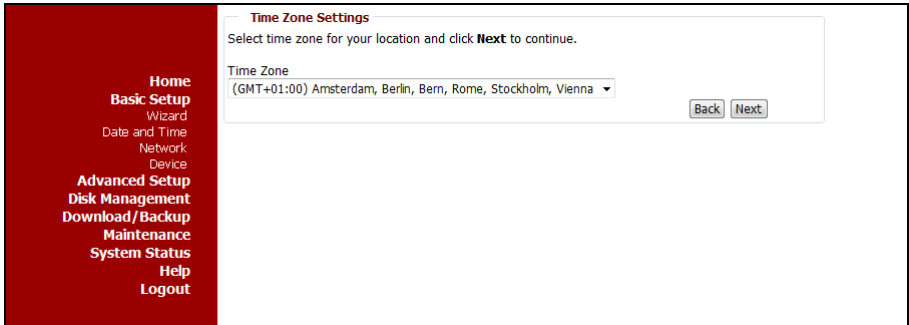 Home
Basic Setup
Wizard
Date and Time
Network
Device
Advanced Setup
Disk Management
Download/Backup
Maintenance
System Status
Help
Logout
Time Zone Settings
Select time zone for your location and click Next to continue.
Time Zone
(GMT+01:00) Amsterdam, Berlin, Bern, Rome, Stockholm, Vienna
Back Next